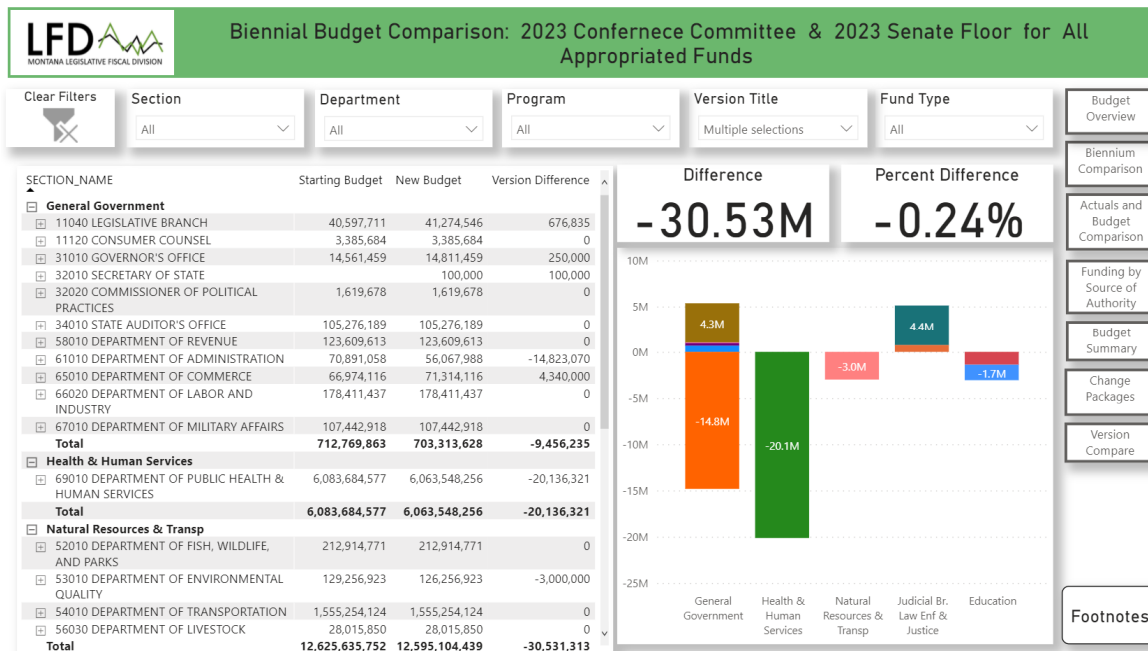 LFD
MONTANA LEGISLATIVE FISCAL DIVISION
Biennial Budget Comparison: 2023 Confernece Committee & 2023 Senate Floor for All
Appropriated Funds
Clear Filters
Section
All
Department
All
Program
All
Version Title
Multiple selections
Fund Type
All
Budget
Overview
Biennium
Comparison
Actuals and
Budget
Comparison
Funding by
Source of
Authority
Budget
Summary
Change
Packages
Version
Compare
Footnotes
SECTION_NAME Starting Budget New Budget Version Difference
General Government
11040 LEGISLATIVE BRANCH 40,597,711 41,274,546 676,835
11120 CONSUMER COUNSEL 3,385,684 3,385,684 0
31010 GOVERNOR'S OFFICE 14,561,459 14,811,459 250,000
32010 SECRETARY OF STATE 100,000 100,000
32020 COMMISSIONER OF POLITICAL 1,619,678 1,619,678 0
PRACTICES
34010 STATE AUDITOR'S OFFICE 105,276,189 105,276,189 0
58010 DEPARTMENT OF REVENUE 123,609,613 123,609,613 0
61010 DEPARTMENT OF ADMINISTRATION 70,891,058 56,067,988 -14,823,070
65010 DEPARTMENT OF COMMERCE 66,974,116 71,314,116 4,340,000
66020 DEPARTMENT OF LABOR AND 178,411,437 178,411,437 0
INDUSTRY
67010 DEPARTMENT OF MILITARY AFFAIRS 107,442,918 107,442,918 0
Total 712,769,863 703,313,628 -9,456,235
Health & Human Services
69010 DEPARTMENT OF PUBLIC HEALTH & 6,083,684,577 6,063,548,256 -20,136,321
HUMAN SERVICES
Total 6,083,684,577 6,063,548,256 -20,136,321
Natural Resources & Transp
52010 DEPARTMENT OF FISH, WILDLIFE, 212,914,771 212,914,771 0
AND PARKS
53010 DEPARTMENT OF ENVIRONMENTAL 129,256,923 126,256,923 -3,000,000
QUALITY
54010 DEPARTMENT OF TRANSPORTATION 1,555,254,124 1,555,254,124 0
56030 DEPARTMENT OF LIVESTOCK 28,015,850 28,015,850 0
Total 12,625,635,752 12,595,104,439 -30,531,313
Difference
-30.53M
Percent Difference
-0.24%
10M
5M
0M
-5M
-10M
-15M
-20M
-25M
4.3M
-14.8M
-20.1M
-3.0M
4.4M
-1.7M
General
Government
Health &
Human
Services
Natural
Resources &
Transp
Judicial Br.
Law Enf &
Justice
Education